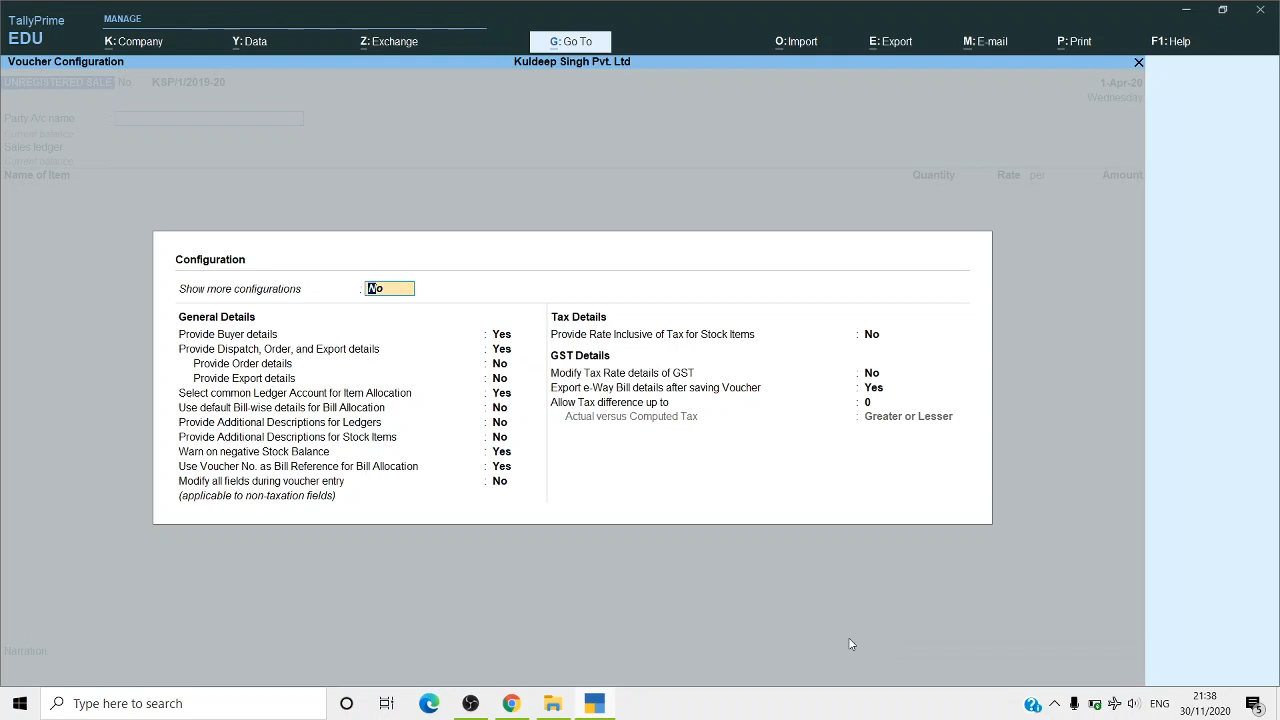 TallyPrime
EDU
MANAGE
K: Company
Y: Data
Z: Exchange
G: Go To
O: Import
E: Export
M: E-mail
P: Print
F1: Help
Voucher Configuration
Kuldeep Singh Pvt. Ltd
UNREGISTERED SALE No. KSP/1/2019-20
1-Apr-20
Wednesday
Party A/c name
Current balance
Sales ledger
Current balance
Name of Item
Quantity
Rate per
Amount
Configuration
Show more configurations : No
General Details
Provide Buyer details : Yes
Provide Dispatch, Order, and Export details : Yes
Provide Order details : No
Provide Export details : No
Select common Ledger Account for Item Allocation : Yes
Use default Bill-wise details for Bill Allocation : No
Provide Additional Descriptions for Ledgers : No
Provide Additional Descriptions for Stock Items : No
Warn on negative Stock Balance : Yes
Use Voucher No. as Bill Reference for Bill Allocation : Yes
Modify all fields during voucher entry : No
(applicable to non-taxation fields)
Tax Details
Provide Rate Inclusive of Tax for Stock Items : No
GST Details
Modify Tax Rate details of GST : No
Export e-Way Bill details after saving Voucher : Yes
Allow Tax difference up to : 0
Actual versus Computed Tax : Greater or Lesser
Narration
Type here to search
ENG
21:38
30/11/2020
5